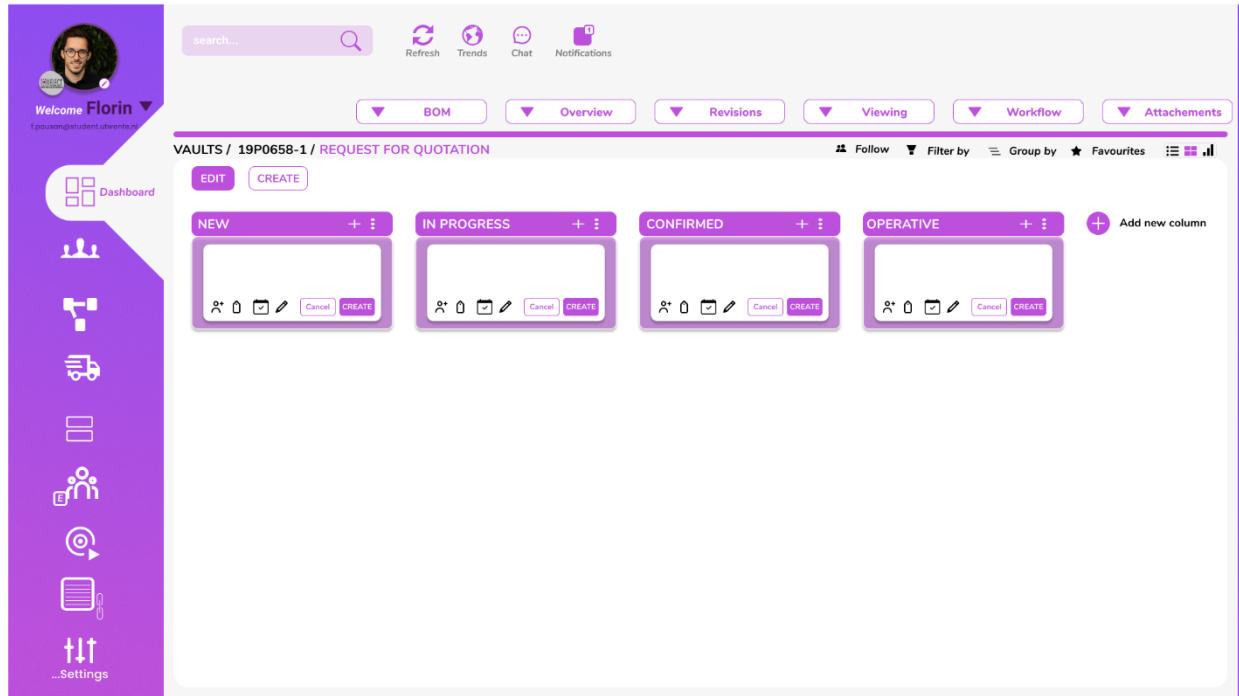 search...
Refresh Trends Chat Notifications
Welcome Florin
BOM Overview Revisions Viewing Workflow Attachements
VAULTS / 19P0658-1 / REQUEST FOR QUOTATION
Follow Filter by Group by Favourites
EDIT CREATE
Dashboard
NEW IN PROGRESS CONFIRMED OPERATIVE Add new column
Cancel CREATE Cancel CREATE Cancel CREATE Cancel CREATE
E
...Settings